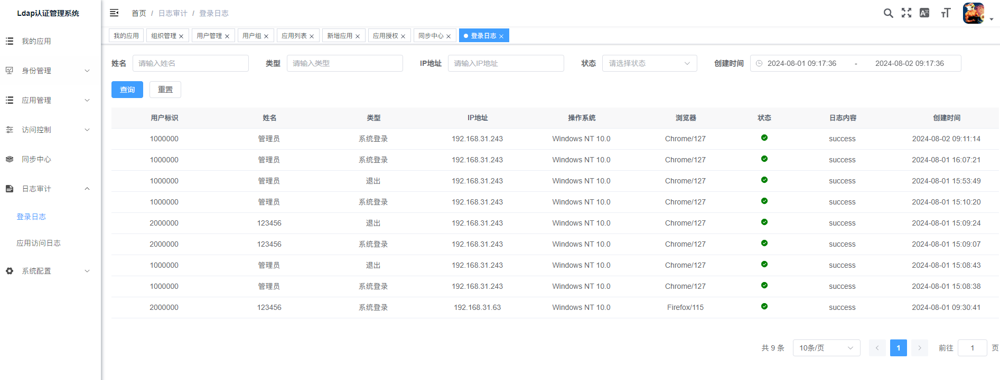 Ldap认证管理系统
我的应用
身份管理
应用管理
访问控制
同步中心
日志审计
登录日志
应用访问日志
系统配置
首页 / 日志审计 / 登录日志
我的应用 组织管理 用户管理 用户组 应用列表 新增应用 应用授权 同步中心 登录日志
姓名 请输入姓名 类型 请输入类型 IP地址 请输入IP地址 状态 请选择状态 创建时间 2024-08-01 09:17:36 - 2024-08-02 09:17:36
查询 重置
用户标识 姓名 类型 IP地址 操作系统 浏览器 状态 日志内容 创建时间
1000000 管理员 系统登录 192.168.31.243 Windows NT 10.0 Chrome/127 success 2024-08-02 09:11:14
1000000 管理员 系统登录 192.168.31.243 Windows NT 10.0 Chrome/127 success 2024-08-01 16:07:21
1000000 管理员 退出 192.168.31.243 Windows NT 10.0 Chrome/127 success 2024-08-01 15:53:49
1000000 管理员 系统登录 192.168.31.243 Windows NT 10.0 Chrome/127 success 2024-08-01 15:10:20
2000000 123456 退出 192.168.31.243 Windows NT 10.0 Chrome/127 success 2024-08-01 15:09:24
2000000 123456 系统登录 192.168.31.243 Windows NT 10.0 Chrome/127 success 2024-08-01 15:09:07
1000000 管理员 退出 192.168.31.243 Windows NT 10.0 Chrome/127 success 2024-08-01 15:08:43
1000000 管理员 系统登录 192.168.31.243 Windows NT 10.0 Chrome/127 success 2024-08-01 15:08:38
2000000 123456 系统登录 192.168.31.63 Windows NT 10.0 Firefox/115 success 2024-08-01 09:30:41
共 9 条 10条/页 1 前往 1 页